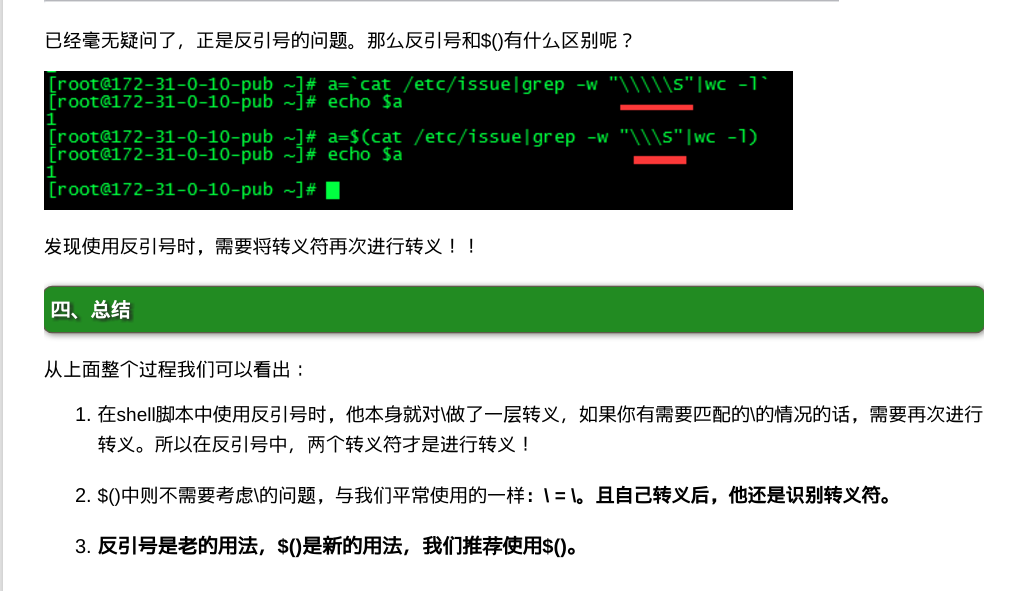 已经毫无疑问了，正是反引号的问题。那么反引号和$()有什么区别呢？
[root@172-31-0-10-pub ~]# a=`cat /etc/issue|grep -w "\\\\\S"|wc -l`
[root@172-31-0-10-pub ~]# echo $a
1
[root@172-31-0-10-pub ~]# a=$(cat /etc/issue|grep -w "\\\S"|wc -l)
[root@172-31-0-10-pub ~]# echo $a
1
[root@172-31-0-10-pub ~]#
发现使用反引号时，需要将转义符再次进行转义！！
四、总结
从上面整个过程我们可以看出：
1. 在shell脚本中使用反引号时，他本身就对\做了一层转义，如果你有需要匹配的\的情况的话，需要再次进行
转义。所以在反引号中，两个转义符才是进行转义！
2. $()中则不需要考虑\的问题，与我们平常使用的一样：\ = \。且自己转义后，他还是识别转义符。
3. 反引号是老的用法，$()是新的用法，我们推荐使用$()。